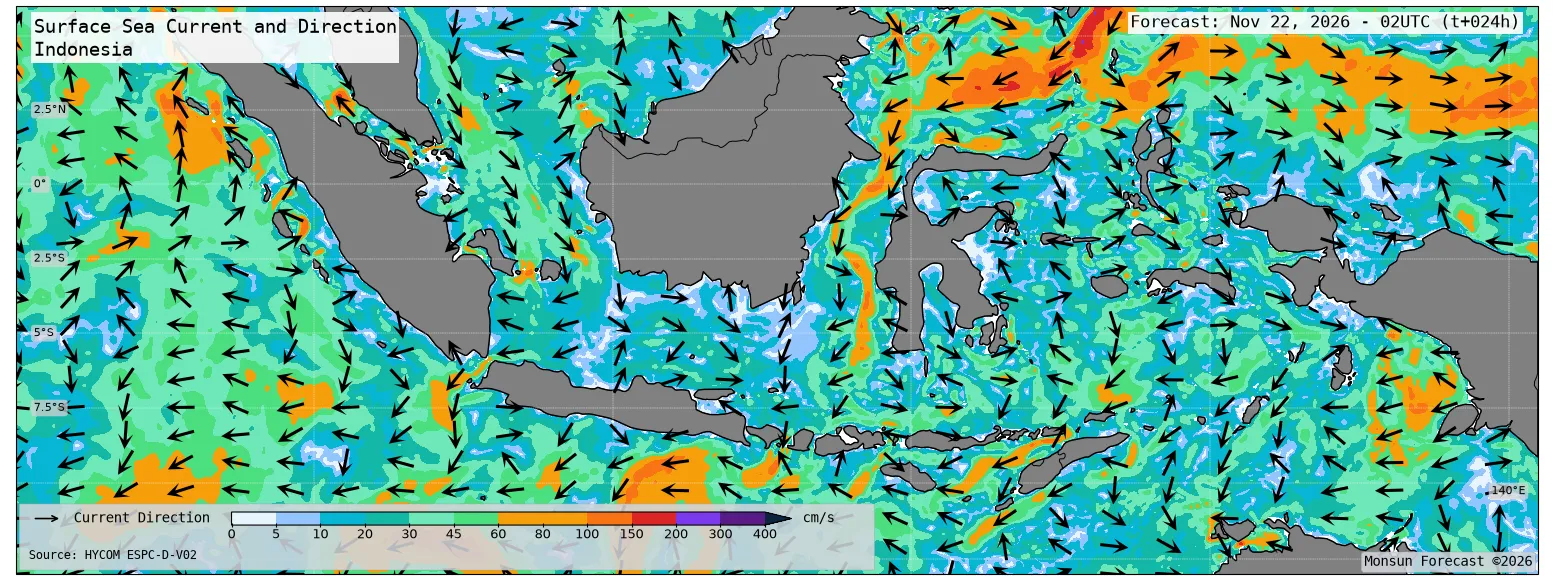 Surface Sea Current and Direction
Indonesia
Forecast: Nov 22, 2026 - 02UTC (t+024h)
2.5°N
0°
2.5°S
5°S
7.5°S
140°E
Current Direction
0 5 10 20 30 45 60 80 100 150 200 300 400 cm/s
Source: HYCOM ESPC-D-V02
Monsun Forecast ©2026